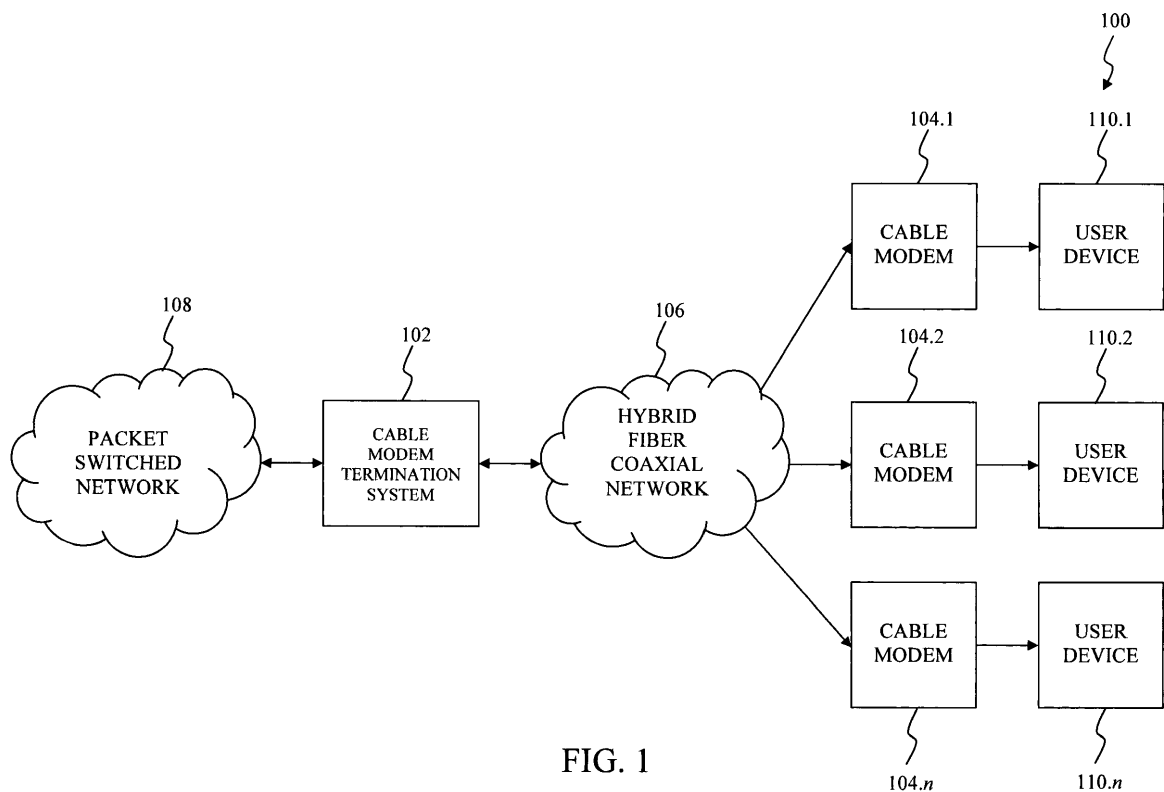 100
104.1
110.1
CABLE
MODEM
USER
DEVICE
108
102
106
104.2
110.2
PACKET
SWITCHED
NETWORK
CABLE
MODEM
TERMINATION
SYSTEM
HYBRID
FIBER
COAXIAL
NETWORK
CABLE
MODEM
USER
DEVICE
CABLE
MODEM
USER
DEVICE
104.n
110.n
FIG. 1